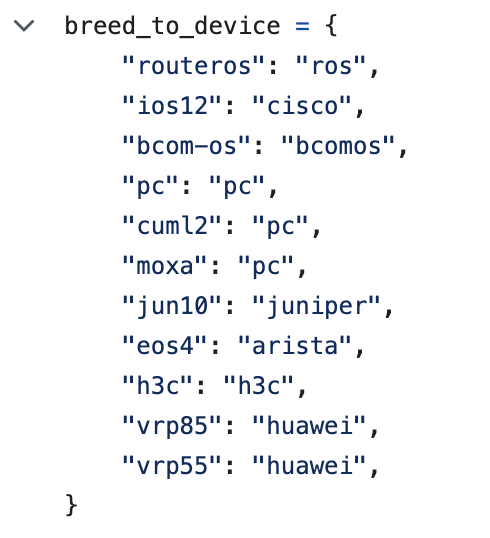 breed_to_device = {
    "routeros": "ros",
    "ios12": "cisco",
    "bcom-os": "bcomos",
    "pc": "pc",
    "cuml2": "pc",
    "moxa": "pc",
    "jun10": "juniper",
    "eos4": "arista",
    "h3c": "h3c",
    "vrp85": "huawei",
    "vrp55": "huawei",
}